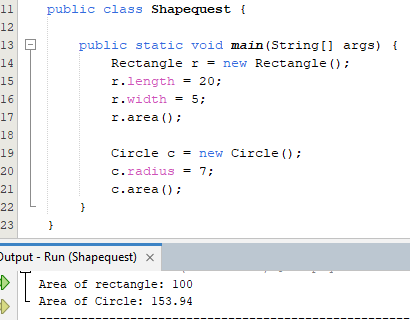 11 public class Shapequest {
12
13 public static void main(String[] args) {
14 Rectangle r = new Rectangle();
15 r.length = 20;
16 r.width = 5;
17 r.area();
18
19 Circle c = new Circle();
20 c.radius = 7;
21 c.area();
22 }
23 }
Output - Run (Shapequest) ×
Area of rectangle: 100
Area of Circle: 153.94
------------------------------------------------